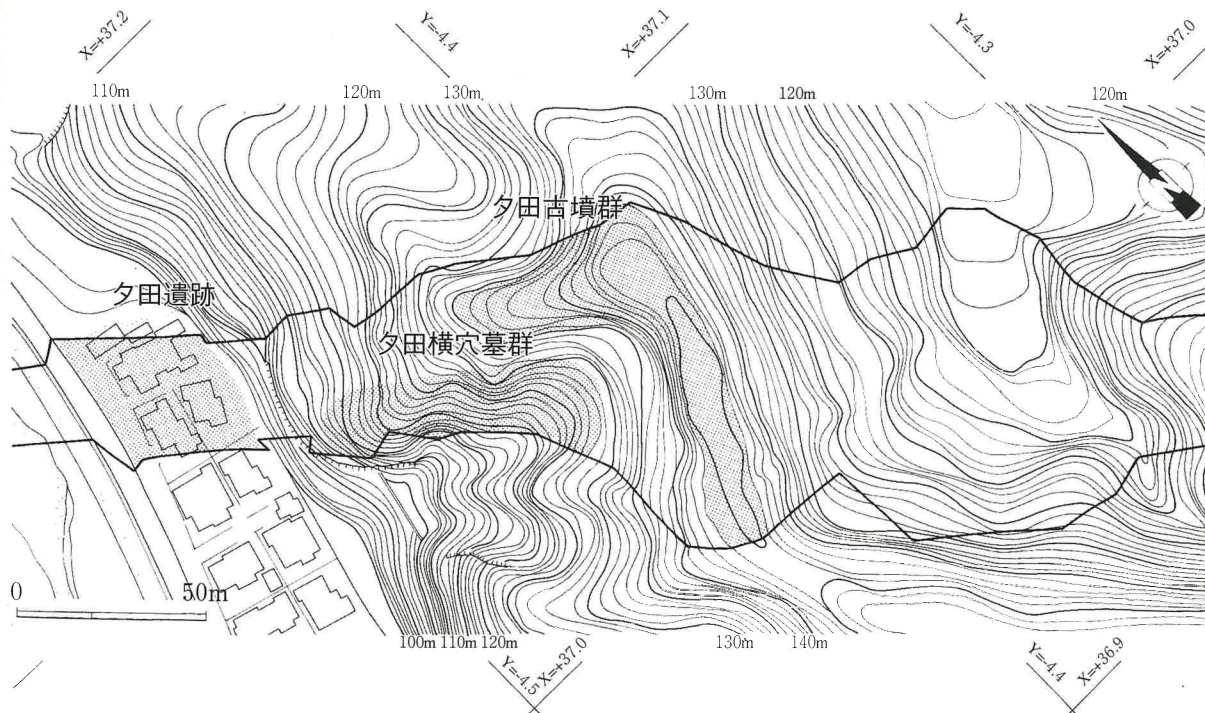 X=+37.2
Y=-4.4
X=+37.1
Y=-4.3
X=+37.0
110m
120m
130m
130m
120m
120m
夕田古墳群
夕田遺跡
夕田横穴墓群
0
50m
100m 110m 120m
130m
140m
Y=-4.5
X=+37.0
Y=-4.4
X=+36.9